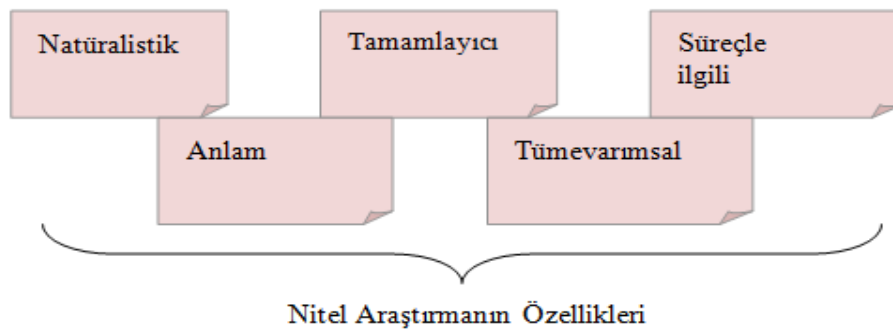 Natüralistik
Tamamlayıcı
Süreçle
ilgili
Anlam
Tümevarımsal
Nitel Araştırmanın Özellikleri